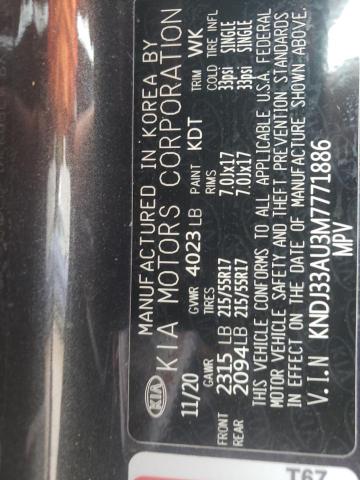 MANUFACTURED IN KOREA BY
KIA KIA MOTORS CORPORATION
11/20 GVWR 4023 LB PAINT KDT TRIM WK
GAWR TIRES RIMS COLD TIRE INFL
FRONT 2315 LB 215/55R17 7.0Jx17 33psi SINGLE
REAR 2094 LB 215/55R17 7.0Jx17 33psi SINGLE
THIS VEHICLE CONFORMS TO ALL APPLICABLE U.S.A FEDERAL
MOTOR VEHICLE SAFETY AND THEFT PREVENTION STANDARDS
IN EFFECT ON THE DATE OF MANUFACTURE SHOWN ABOVE.
V.I.N KNDJ33AU3M7771886
MPV
T67